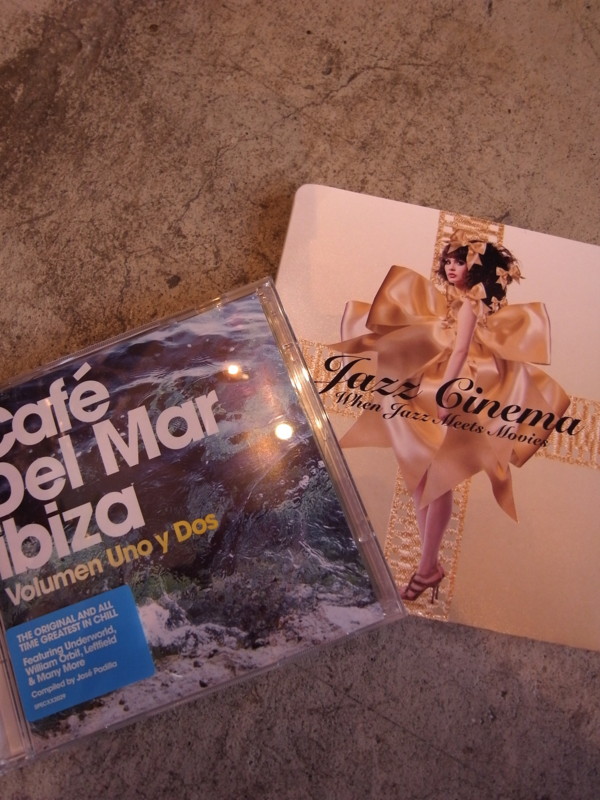 Café
Del Mar
Ibiza
Volumen Uno y Dos
THE ORIGINAL AND ALL
TIME GREATEST IN CHILL
Featuring Underworld,
William Orbit, Leftfield
& Many More
Compiled by José Padilla
Jazz Cinema
When Jazz Meets Movies